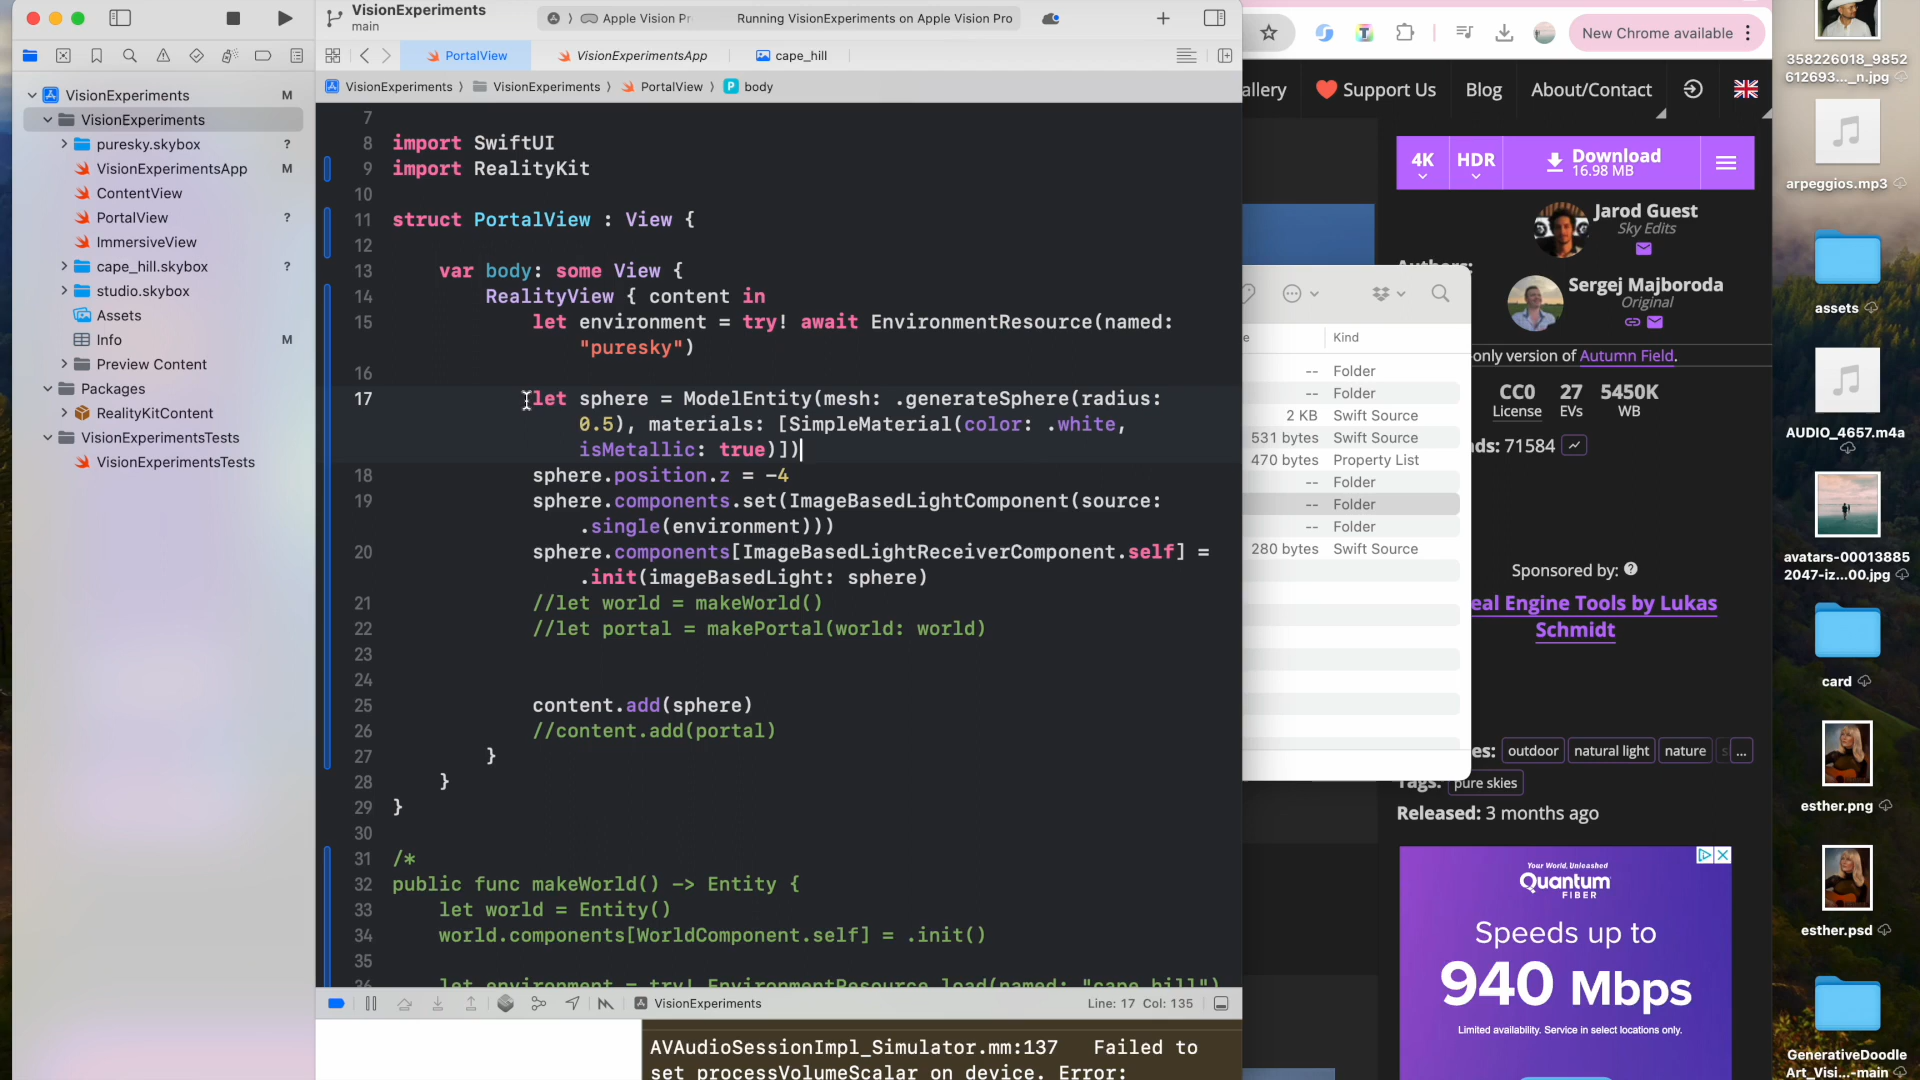 VisionExperiments
main
Apple Vision Pr
Running VisionExperiments on Apple Vision Pro
PortalView
VisionExperimentsApp
cape_hill
VisionExperiments
VisionExperiments
PortalView
body
VisionExperiments M
VisionExperiments
puresky.skybox ?
VisionExperimentsApp M
ContentView
PortalView ?
ImmersiveView
cape_hill.skybox ?
studio.skybox
Assets
Info M
Preview Content
Packages
RealityKitContent
VisionExperimentsTests
VisionExperimentsTests
7
8 import SwiftUI
9 import RealityKit
10
11 struct PortalView : View {
12
13 var body: some View {
14 RealityView { content in
15 let environment = try! await EnvironmentResource(named:
"puresky")
16
17 let sphere = ModelEntity(mesh: .generateSphere(radius:
0.5), materials: [SimpleMaterial(color: .white,
isMetallic: true)])
18 sphere.position.z = -4
19 sphere.components.set(ImageBasedLightComponent(source:
.single(environment)))
20 sphere.components[ImageBasedLightReceiverComponent.self] =
.init(imageBasedLight: sphere)
21 //let world = makeWorld()
22 //let portal = makePortal(world: world)
23
24
25 content.add(sphere)
26 //content.add(portal)
27 }
28 }
29 }
30
31 /*
32 public func makeWorld() -> Entity {
33 let world = Entity()
34 world.components[WorldComponent.self] = .init()
35
let environment = try! EnvironmentResource.load(named: "cape_hill")
VisionExperiments
Line: 17 Col: 135
AVAudioSessionImpl_Simulator.mm:137 Failed to
set processVolumeScalar on device. Error:
New Chrome available
allery
Support Us
Blog
About/Contact
4K
HDR
Download
16.98 MB
Jarod Guest
Sky Edits
Authors:
Sergej Majboroda
Original
-only version of Autumn Field.
CC0
License
27
EVs
5450K
WB
ds: 71584
Sponsored by:
eal Engine Tools by Lukas
Schmidt
es: outdoor natural light nature ...
Tags: pure skies
Released: 3 months ago
Your World, Unleashed
Quantum
FIBER
Speeds up to
940 Mbps
Limited availability. Service in select locations only.
e
Kind
-- Folder
-- Folder
2 KB Swift Source
531 bytes Swift Source
470 bytes Property List
-- Folder
-- Folder
-- Folder
280 bytes Swift Source
358226018_9852
612693..._n.jpg
arpeggios.mp3
assets
AUDIO_4657.m4a
avatars-00013885
2047-iz...00.jpg
card
esther.png
esther.psd
GenerativeDoodle
Art_Visi...-main